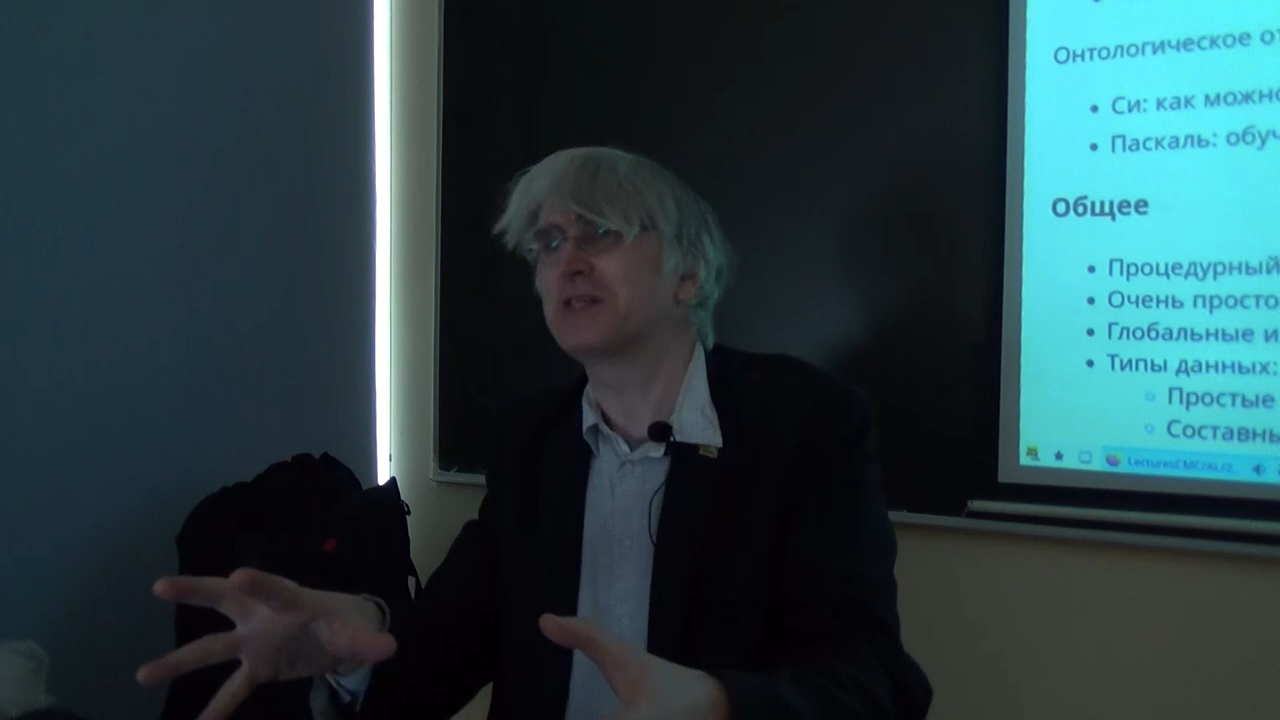 Онтологическое от
• Си: как можно
• Паскаль: обуч
Общее
• Процедурный
• Очень просто
• Глобальные и
• Типы данных:
Простые
Составны
LecturesCMC/AL/2